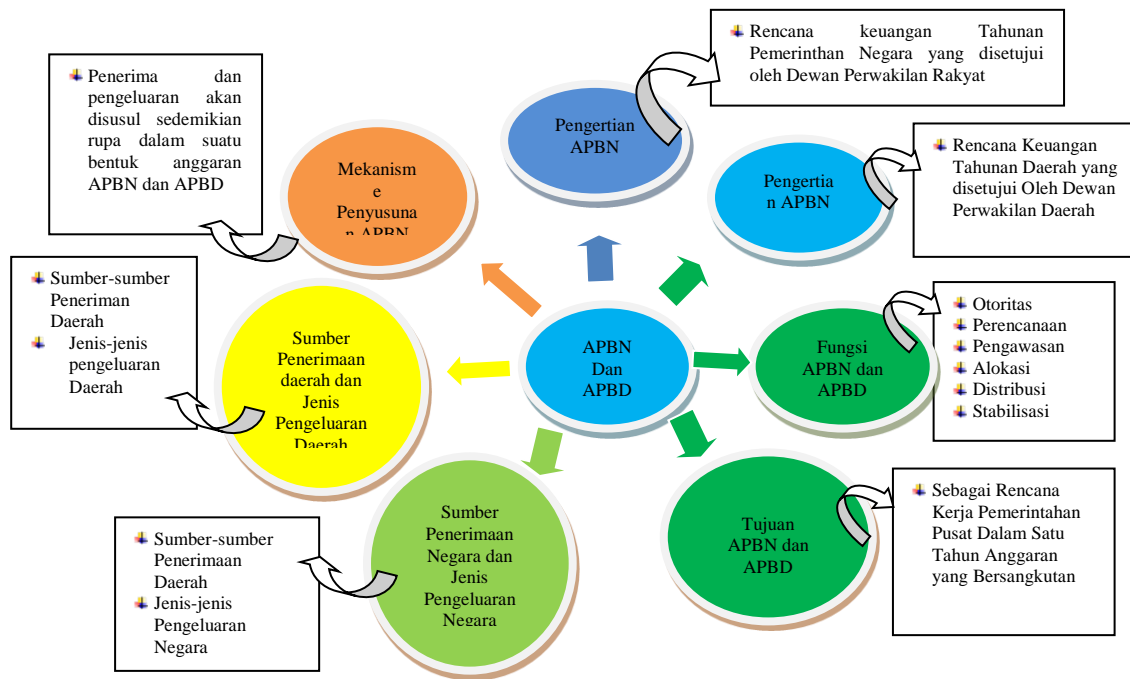 Rencana keuangan Tahunan
Pemerinthan Negara yang disetujui
oleh Dewan Perwakilan Rakyat
Penerima dan
pengeluaran akan
disusul sedemikian
rupa dalam suatu
bentuk anggaran
APBN dan APBD
Pengertian
APBN
Rencana Keuangan
Tahunan Daerah yang
disetujui Oleh Dewan
Perwakilan Daerah
Mekanism
e
Penyusuna
n APBN
Pengertia
n APBN
Sumber-sumber
Peneriman
Daerah
Jenis-jenis
pengeluaran
Daerah
Sumber
Penerimaan
daerah dan
Jenis
Pengeluaran
Daerah
APBN
Dan
APBD
Fungsi
APBN dan
APBD
Otoritas
Perencanaan
Pengawasan
Alokasi
Distribusi
Stabilisasi
Sumber
Penerimaan
Negara dan
Jenis
Pengeluaran
Negara
Tujuan
APBN dan
APBD
Sebagai Rencana
Kerja Pemerintahan
Pusat Dalam Satu
Tahun Anggaran
yang Bersangkutan
Sumber-sumber
Penerimaan
Daerah
Jenis-jenis
Pengeluaran
Negara